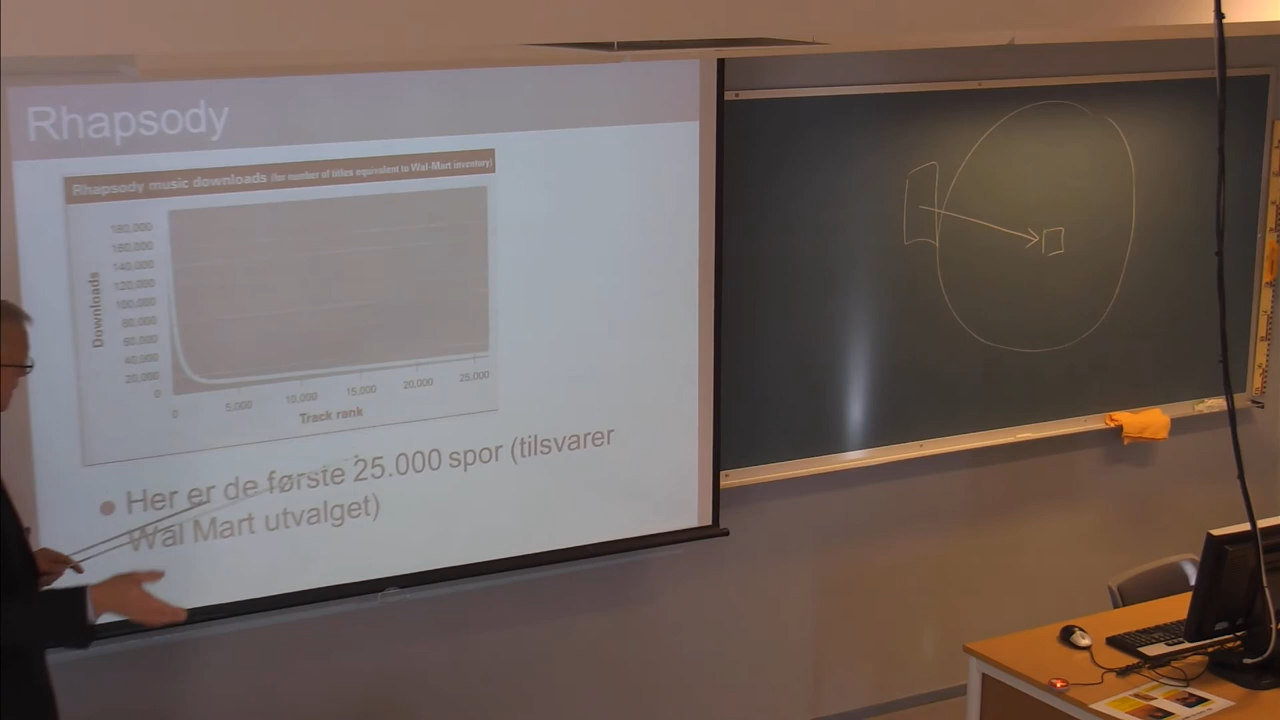 Rhapsody
Rhapsody music downloads (for number of titles equivalent to Wal-Mart inventory)
Downloads
180,000
160,000
140,000
120,000
100,000
80,000
60,000
40,000
20,000
0
0 5,000 10,000 15,000 20,000 25,000
Track rank
• Her er de første 25.000 spor (tilsvarer
Wal Mart utvalget)